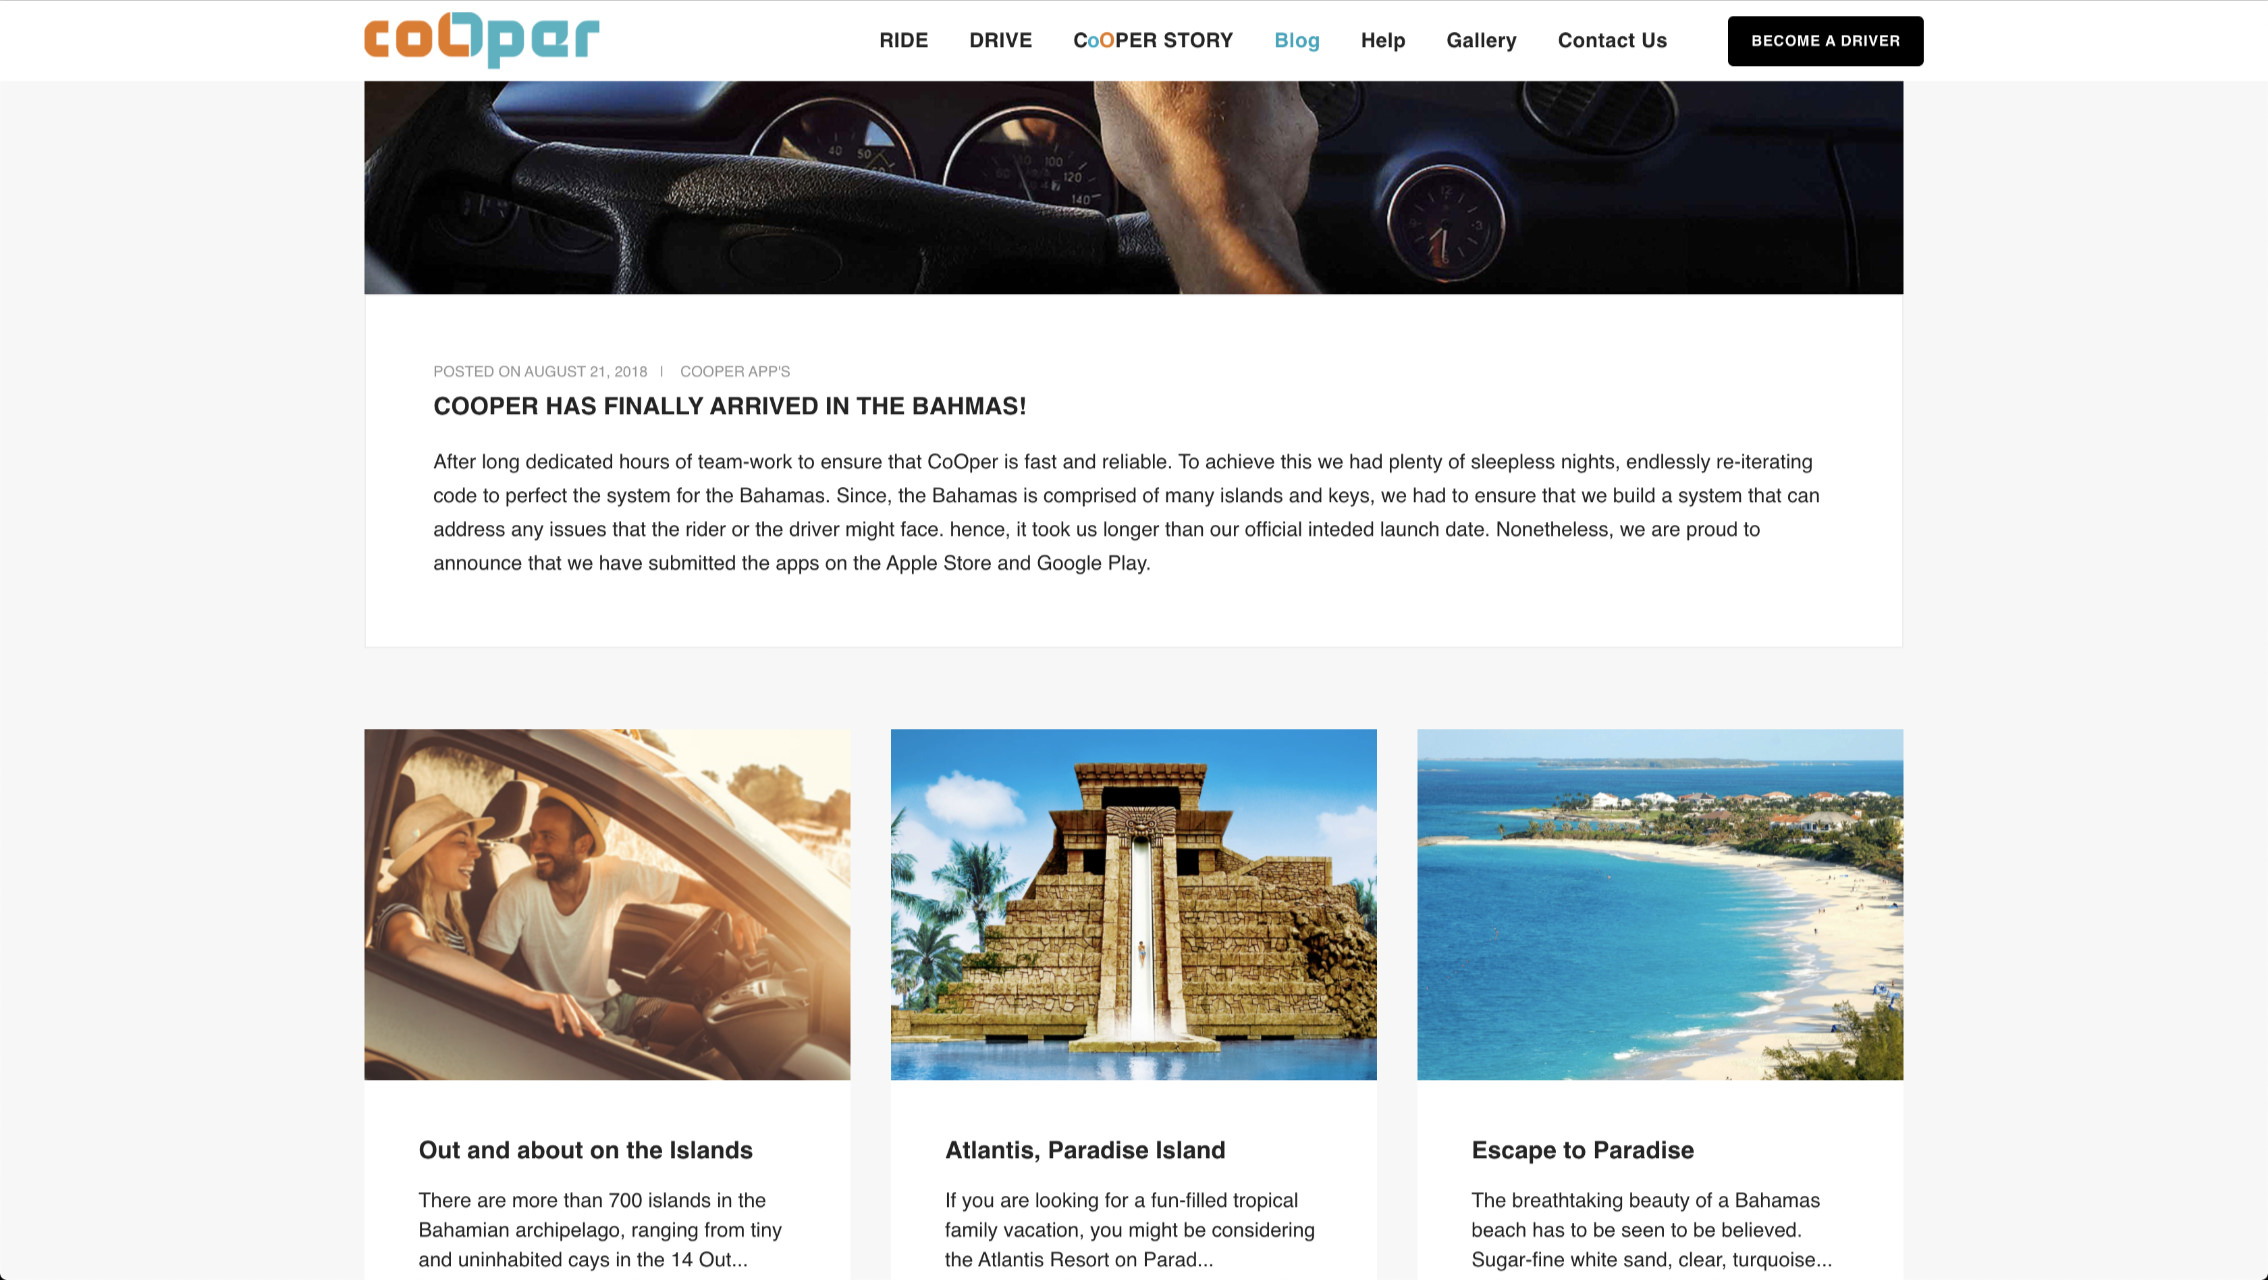 coOper
RIDE DRIVE CoOPER STORY Blog Help Gallery Contact Us BECOME A DRIVER
40 50 60
80 100 120 140
12 3
POSTED ON AUGUST 21, 2018 | COOPER APP'S
COOPER HAS FINALLY ARRIVED IN THE BAHMAS!
After long dedicated hours of team-work to ensure that CoOper is fast and reliable. To achieve this we had plenty of sleepless nights, endlessly re-iterating
code to perfect the system for the Bahamas. Since, the Bahamas is comprised of many islands and keys, we had to ensure that we build a system that can
address any issues that the rider or the driver might face. hence, it took us longer than our official inteded launch date. Nonetheless, we are proud to
announce that we have submitted the apps on the Apple Store and Google Play.
Out and about on the Islands
There are more than 700 islands in the
Bahamian archipelago, ranging from tiny
and uninhabited cays in the 14 Out...
Atlantis, Paradise Island
If you are looking for a fun-filled tropical
family vacation, you might be considering
the Atlantis Resort on Parad...
Escape to Paradise
The breathtaking beauty of a Bahamas
beach has to be seen to be believed.
Sugar-fine white sand, clear, turquoise...